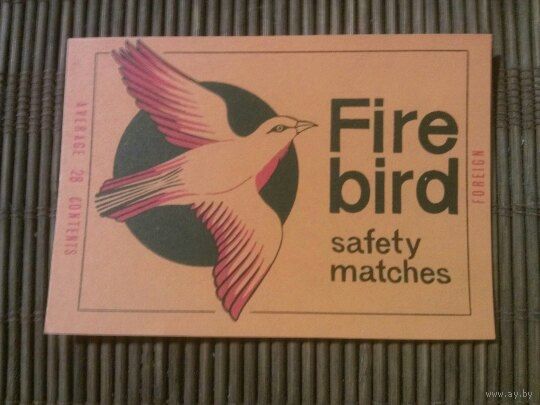 AVERAGE 28 CONTENTS
Fire
bird
safety
matches
FOREIGN
www.ay.by